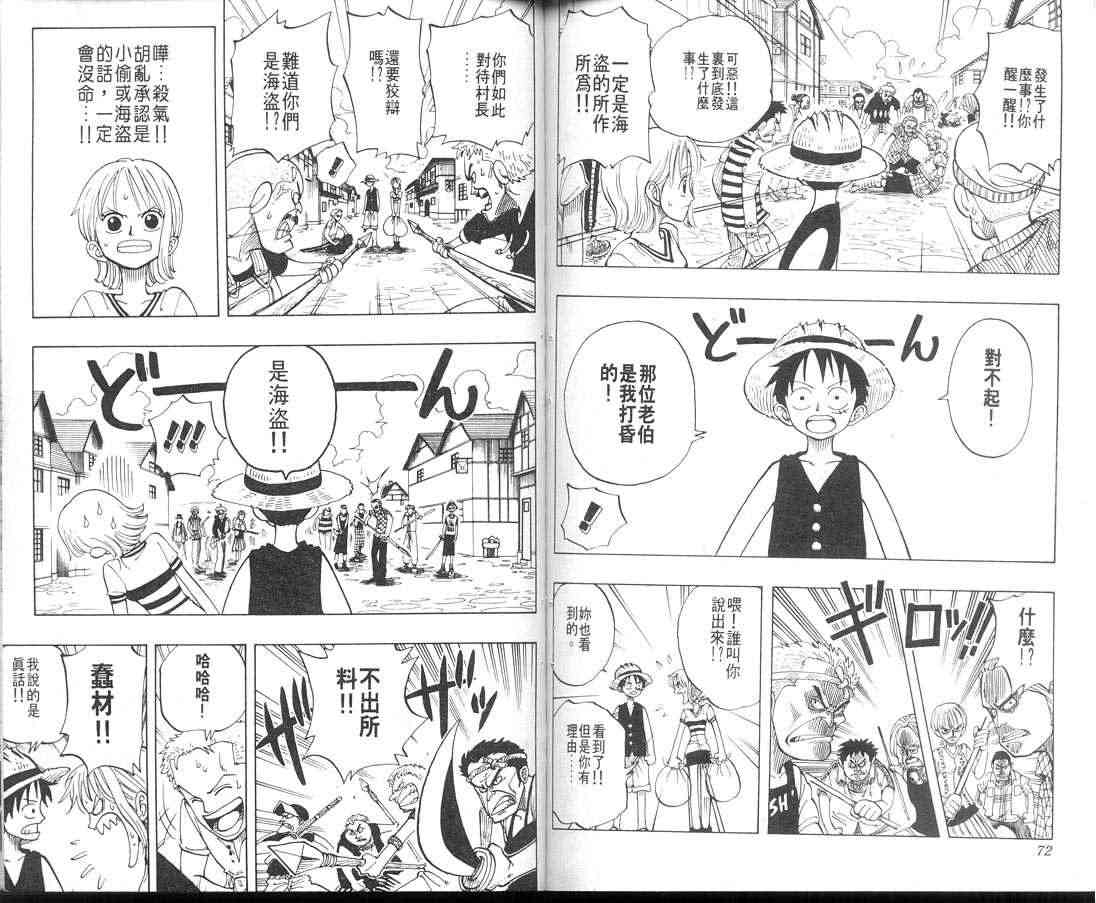 發生了什
麼事!?你
醒一醒!!
可惡!!這
裏到底發
生了什麼
事!?
一定是海
盜的所作
所爲!!
對不起!
どーーん
那位老伯
是我打昏
的!
!!
什麼!?
ギロッ!!
喂!誰叫你
說出來!?
妳也看
到的。
看到了!!
但是你有
理由……
72
你們如此
對待村長
……
還要狡辯
嗎!?
難道你們
是海盜!?
!!
嘩…殺氣!!
胡亂承認是
小偷或海盜
的話,一定
會沒命…!!
是海盜!!
どーーん
!!!
不出所
料!!
ザッ
ザッ
哈哈哈!
蠢材!!
我說的是
眞話!!